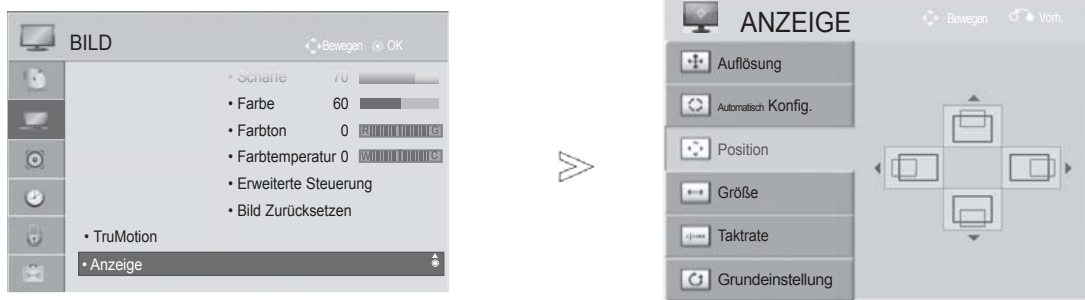 BILD
Bewegen OK
• Schärfe 70
• Farbe 60
• Farbton 0 R G
• Farbtemperatur 0 W C
• Erweiterte Steuerung
• Bild Zurücksetzen
• TruMotion
• Anzeige
ANZEIGE
Bewegen Vorh.
Auflösung
Automatisch Konfig.
Position
Größe
Taktrate
Grundeinstellung